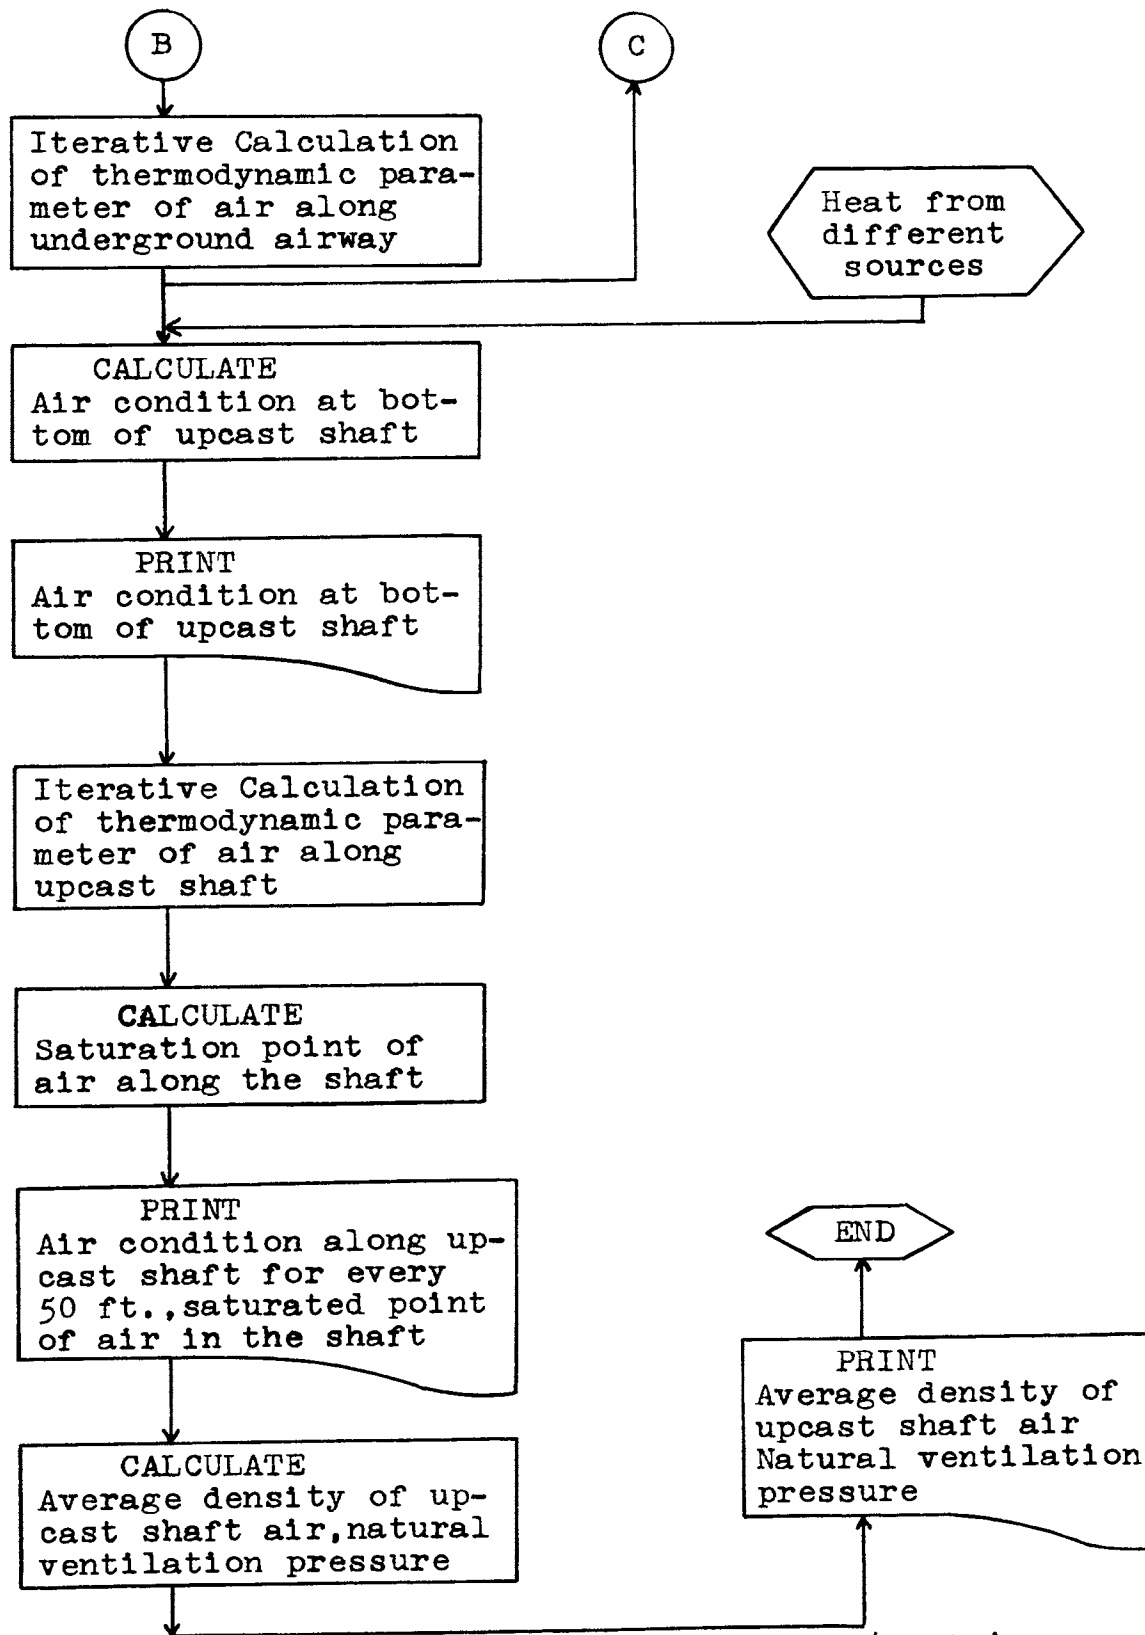 B
C
Iterative Calculation
of thermodynamic para-
meter of air along
underground airway
Heat from
different
sources
CALCULATE
Air condition at bot-
tom of upcast shaft
PRINT
Air condition at bot-
tom of upcast shaft
Iterative Calculation
of thermodynamic para-
meter of air along
upcast shaft
CALCULATE
Saturation point of
air along the shaft
PRINT
Air condition along up-
cast shaft for every
50 ft.,saturated point
of air in the shaft
CALCULATE
Average density of up-
cast shaft air,natural
ventilation pressure
END
PRINT
Average density of
upcast shaft air
Natural ventilation
pressure